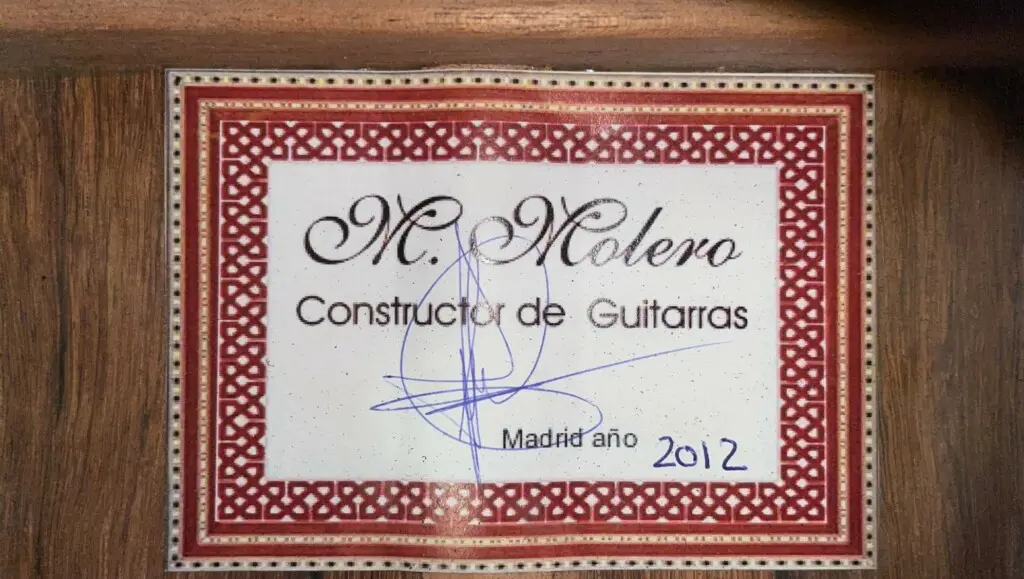 M. Molero
Constructor de Guitarras
Madrid año 2012